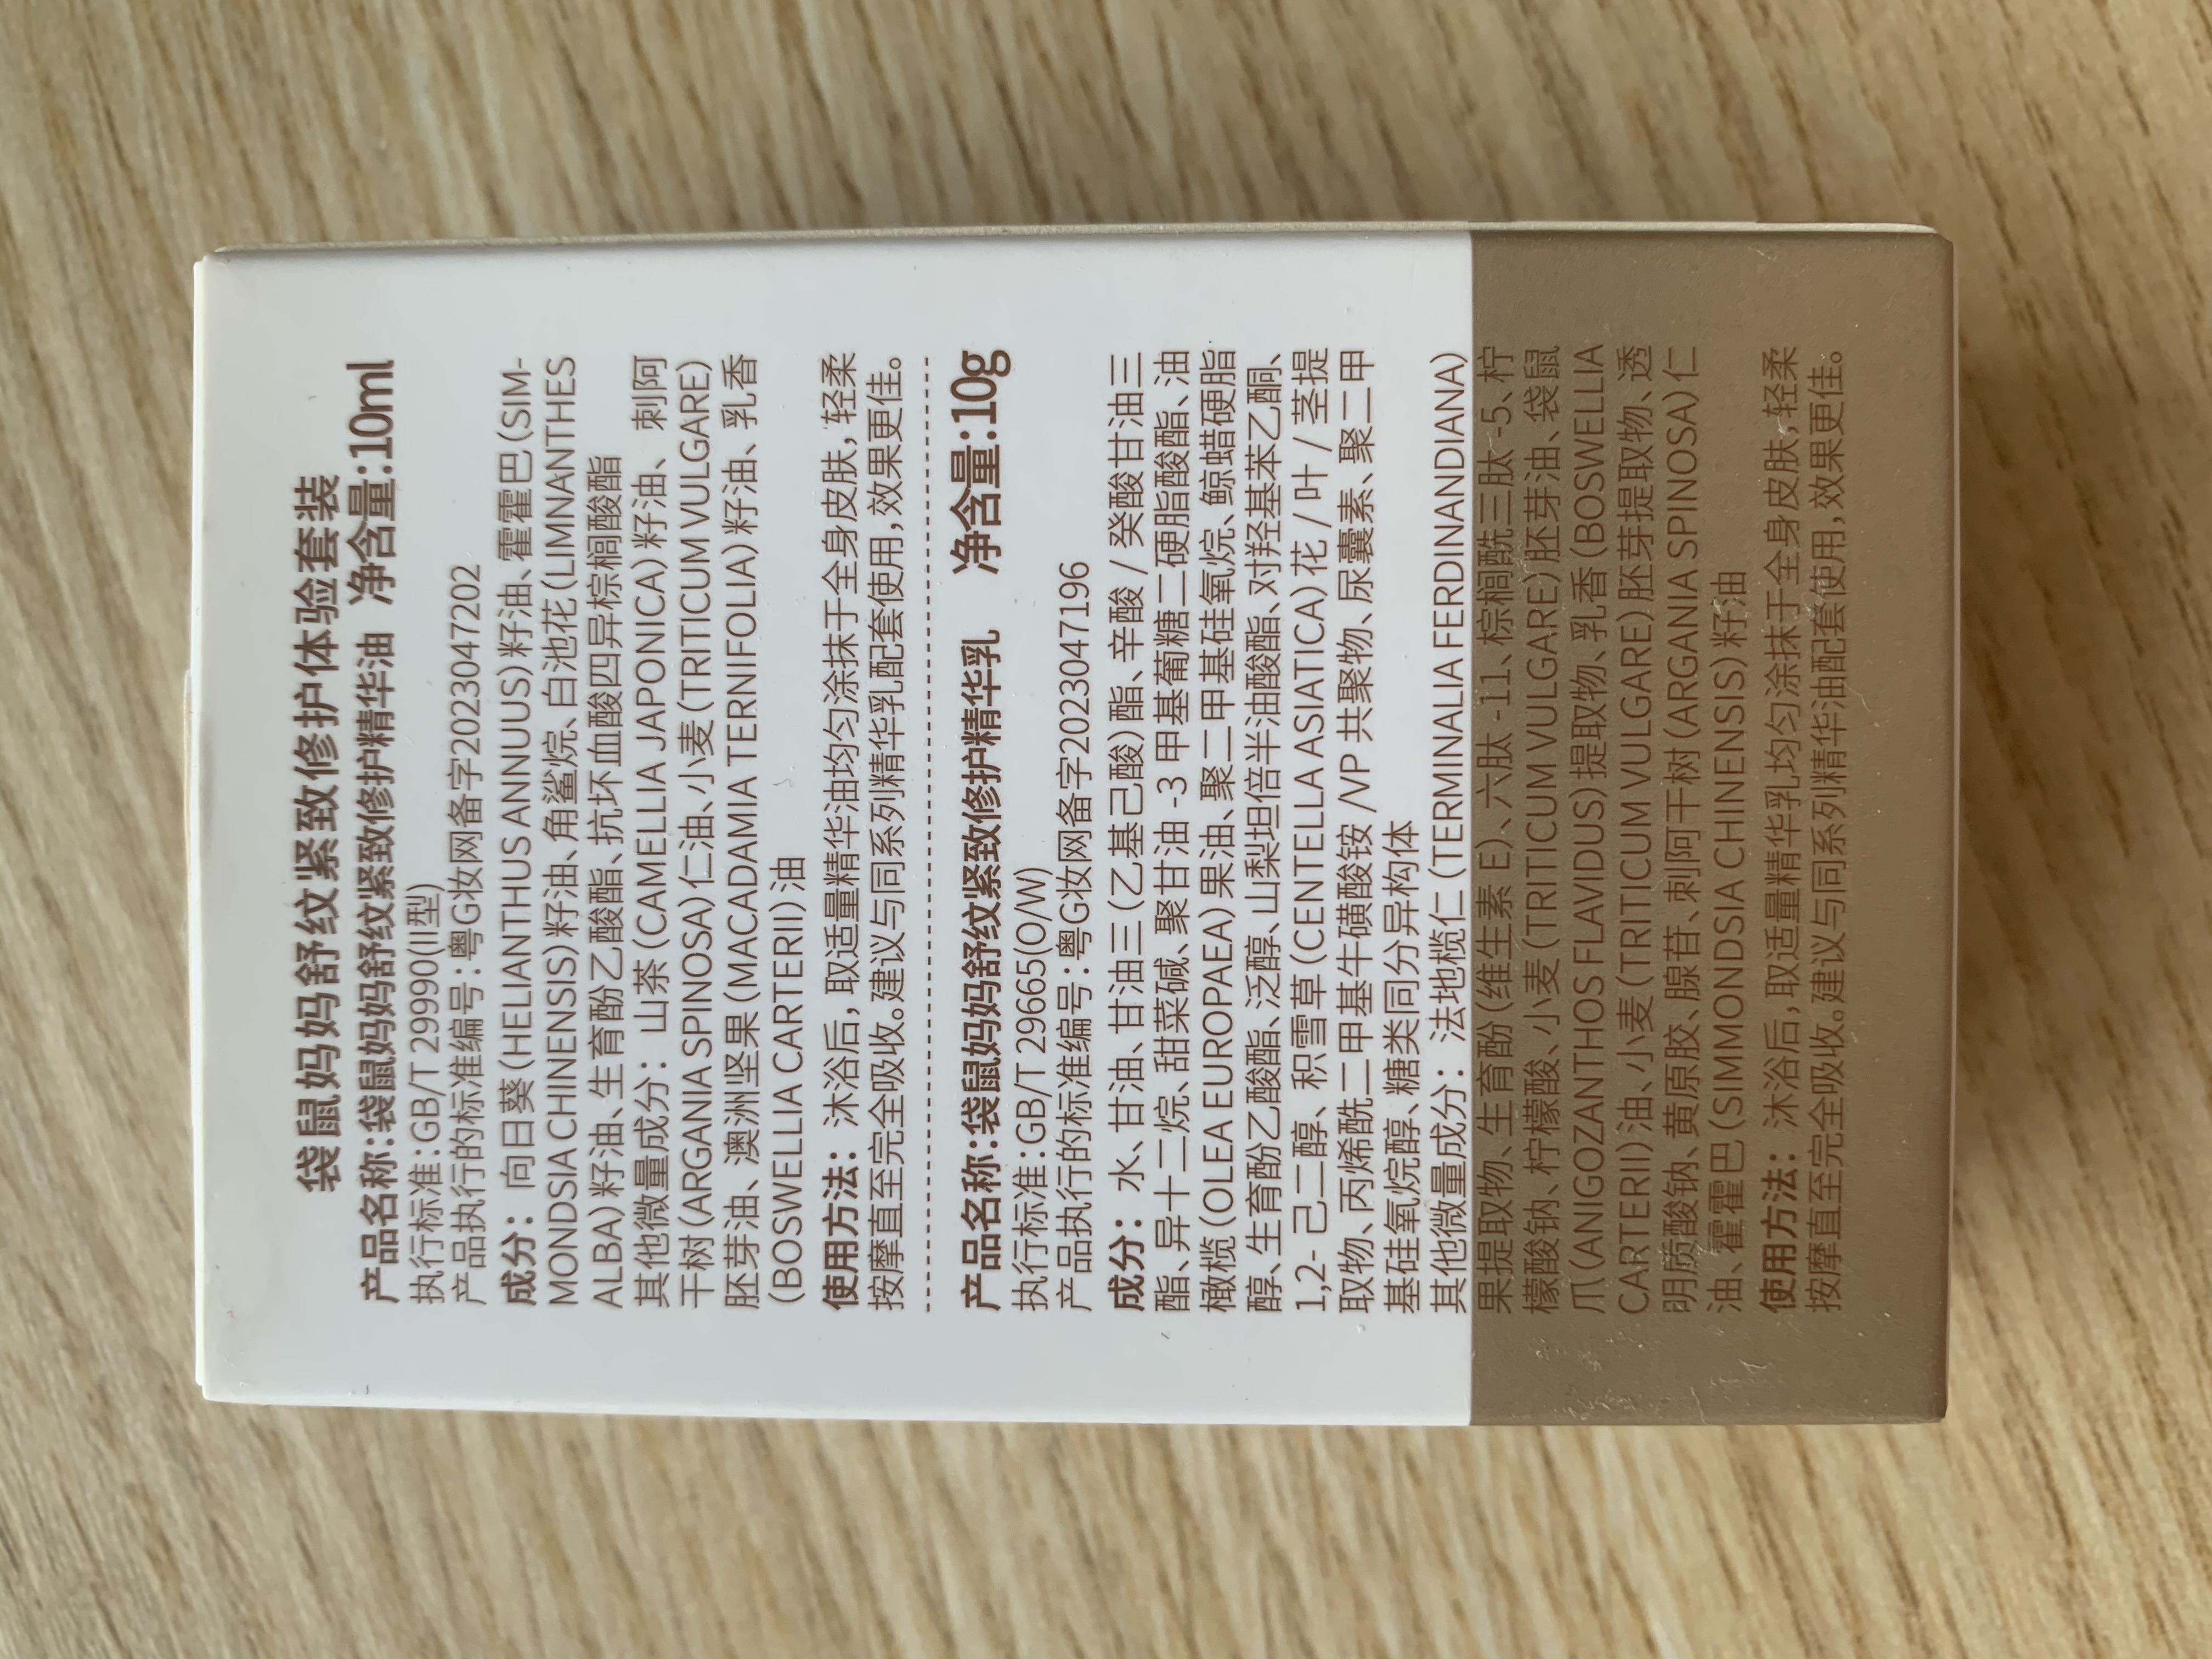 袋鼠妈妈舒纹紧致修护体验套装
产品名称:袋鼠妈妈舒纹紧致修护精华油 净含量:10ml
执行标准:GB/T 29990(II型)
产品执行的标准编号:粤G妆网备字2023047202
成分：向日葵(HELIANTHUS ANNUUS)籽油、霍霍巴(SIM-
MONDSIA CHINENSIS)籽油、角鲨烷、白池花(LIMNANTHES
ALBA)籽油、生育酚乙酸酯、抗坏血酸四异棕榈酸酯
其他微量成分：山茶(CAMELLIA JAPONICA)籽油、刺阿
干树(ARGANIA SPINOSA)仁油、小麦(TRITICUM VULGARE)
胚芽油、澳洲坚果(MACADAMIA TERNIFOLIA)籽油、乳香
(BOSWELLIA CARTERII)油
使用方法：沐浴后，取适量精华油均匀涂抹于全身皮肤，轻柔
按摩直至完全吸收。建议与同系列精华乳配套使用，效果更佳。
产品名称:袋鼠妈妈舒纹紧致修护精华乳 净含量:10g
执行标准:GB/T 29665(O/W)
产品执行的标准编号:粤G妆网备字2023047196
成分：水、甘油、甘油三(乙基己酸)酯、辛酸 / 癸酸甘油三
酯、异十二烷、甜菜碱、聚甘油 -3 甲基葡糖二硬脂酸酯、油
橄榄(OLEA EUROPAEA)果油、聚二甲基硅氧烷、鲸蜡硬脂
醇、生育酚乙酸酯、泛醇、山梨坦倍半油酸酯、对羟基苯乙酮、
1,2- 己二醇、积雪草(CENTELLA ASIATICA)花 / 叶 / 茎提
取物、丙烯酰二甲基牛磺酸铵 /VP 共聚物、尿囊素、聚二甲
基硅氧烷醇、糖类同分异构体
其他微量成分：法地榄仁(TERMINALIA FERDINANDIANA)
果提取物、生育酚(维生素 E)、六肽 -11、棕榈酰三肽 -5、柠
檬酸钠、柠檬酸、小麦(TRITICUM VULGARE)胚芽油、袋鼠
爪(ANIGOZANTHOS FLAVIDUS)提取物、乳香(BOSWELLIA
CARTERII)油、小麦(TRITICUM VULGARE)胚芽提取物、透
明质酸钠、黄原胶、腺苷、刺阿干树(ARGANIA SPINOSA)仁
油、霍霍巴(SIMMONDSIA CHINENSIS)籽油
使用方法：沐浴后，取适量精华乳均匀涂抹于全身皮肤，轻柔
按摩直至完全吸收。建议与同系列精华油配套使用，效果更佳。